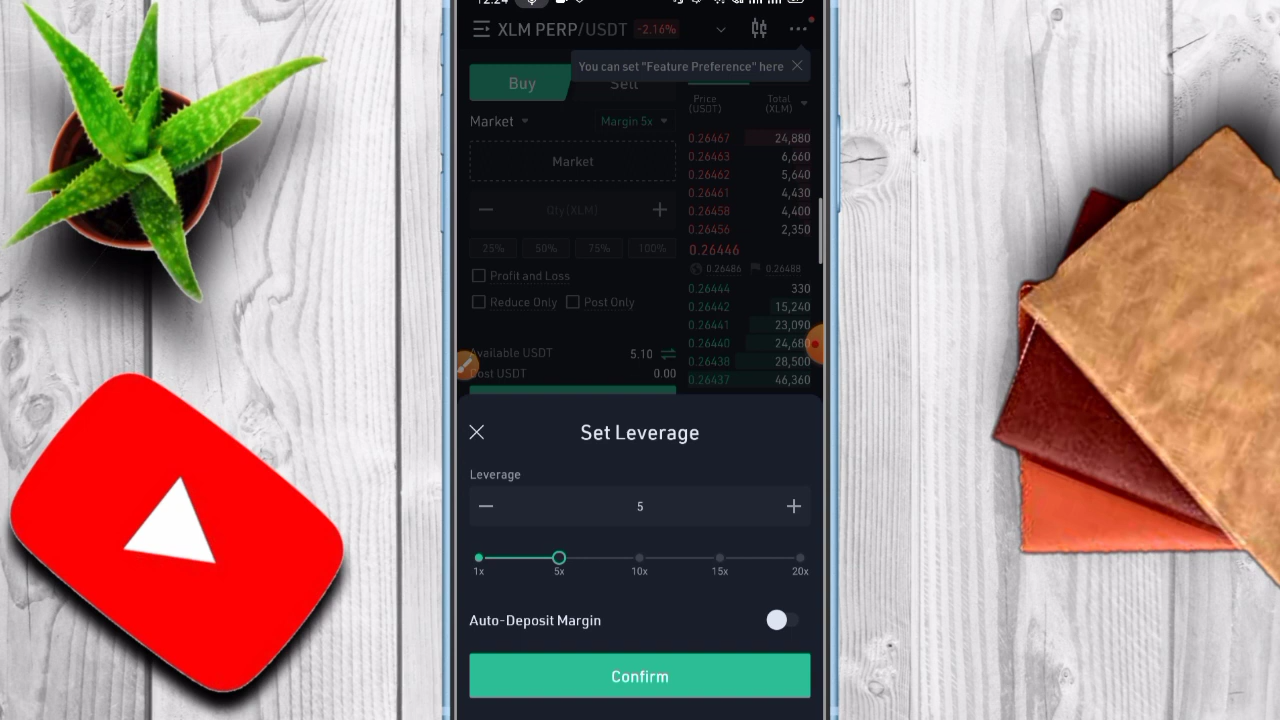 12:24
XLM PERP/USDT -2.16%
You can set "Feature Preference" here
Buy
Sell
Price (USDT)
Total (XLM)
Market
Margin 5x
0.26467 24,880
Market
0.26463 6,660
0.26462 5,640
0.26461 4,430
Qty(XLM)
0.26458 4,400
0.26456 2,350
25% 50% 75% 100%
0.26446
Profit and Loss
0.26486 0.26488
0.26444 330
Reduce Only Post Only
0.26442 15,240
0.26441 23,090
0.26440 24,680
Available USDT 5.10
0.26438 28,500
Cost USDT 0.00
0.26437 46,360
Set Leverage
Leverage
5
1x 5x 10x 15x 20x
Auto-Deposit Margin
Confirm